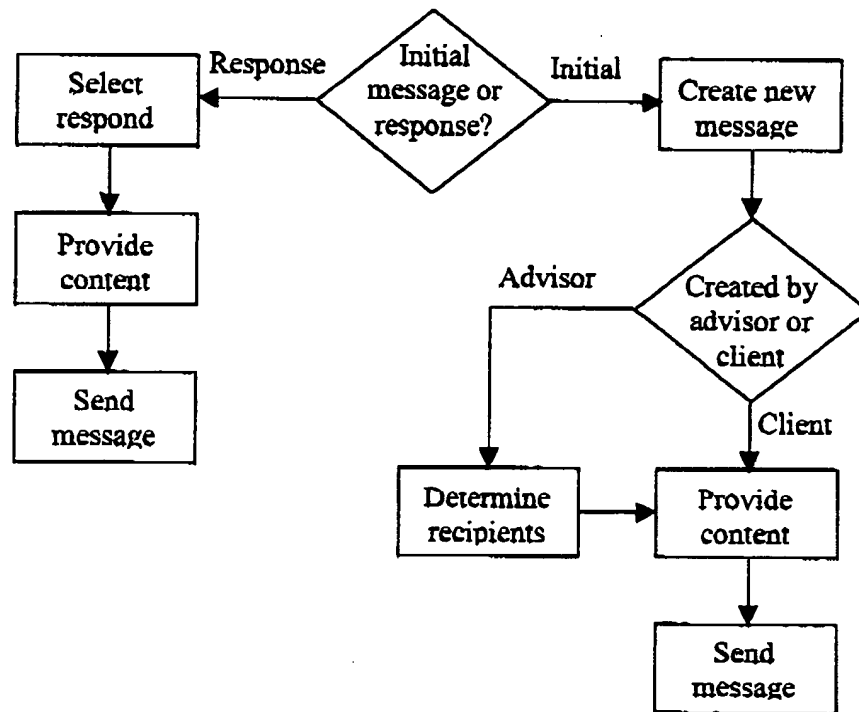 Initial
message or
response?
Response
Initial
Select
respond
Create new
message
Provide
content
Send
message
Created by
advisor or
client
Advisor
Client
Determine
recipients
Provide
content
Send
message